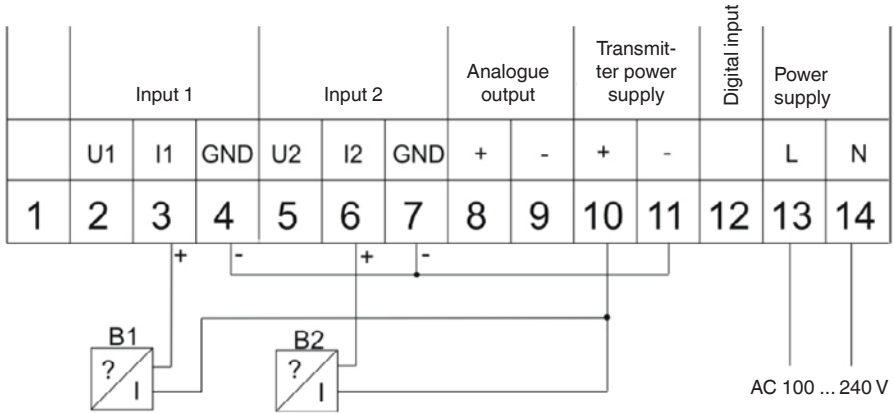 Input 1
Input 2
Analogue
output
Transmit-
ter power
supply
Digital input
Power
supply
U1 I1 GND U2 I2 GND + - + - L N
1 2 3 4 5 6 7 8 9 10 11 12 13 14
+ - + -
B1 B2
? I ? I
AC 100 ... 240 V